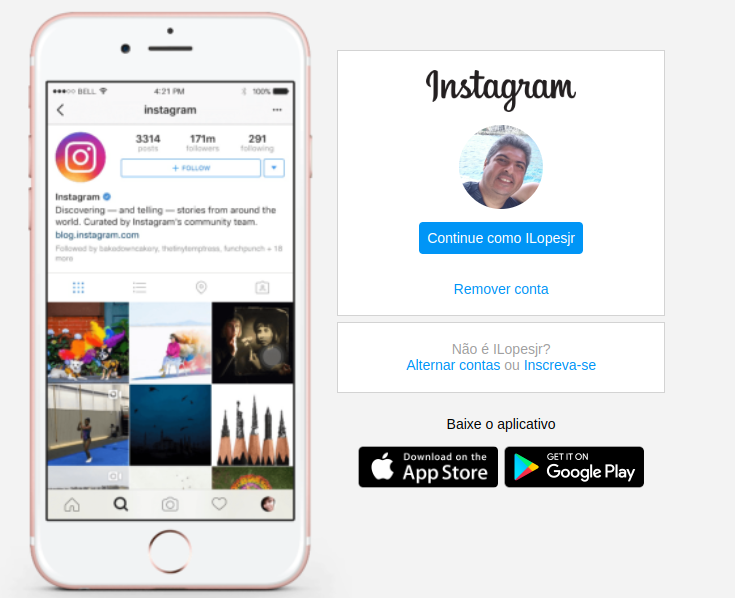 BELL 4:21 PM 100%
instagram
3314 171m 291
posts followers following
+ FOLLOW
Instagram
Discovering — and telling — stories from around the
world. Curated by Instagram's community team.
blog.instagram.com
Followed by bakedowncakery, thetinytemptress, funchpunch + 18
more
Instagram
Continue como ILopesjr
Remover conta
Não é ILopesjr?
Alternar contas ou Inscreva-se
Baixe o aplicativo
Download on the
App Store
GET IT ON
Google Play